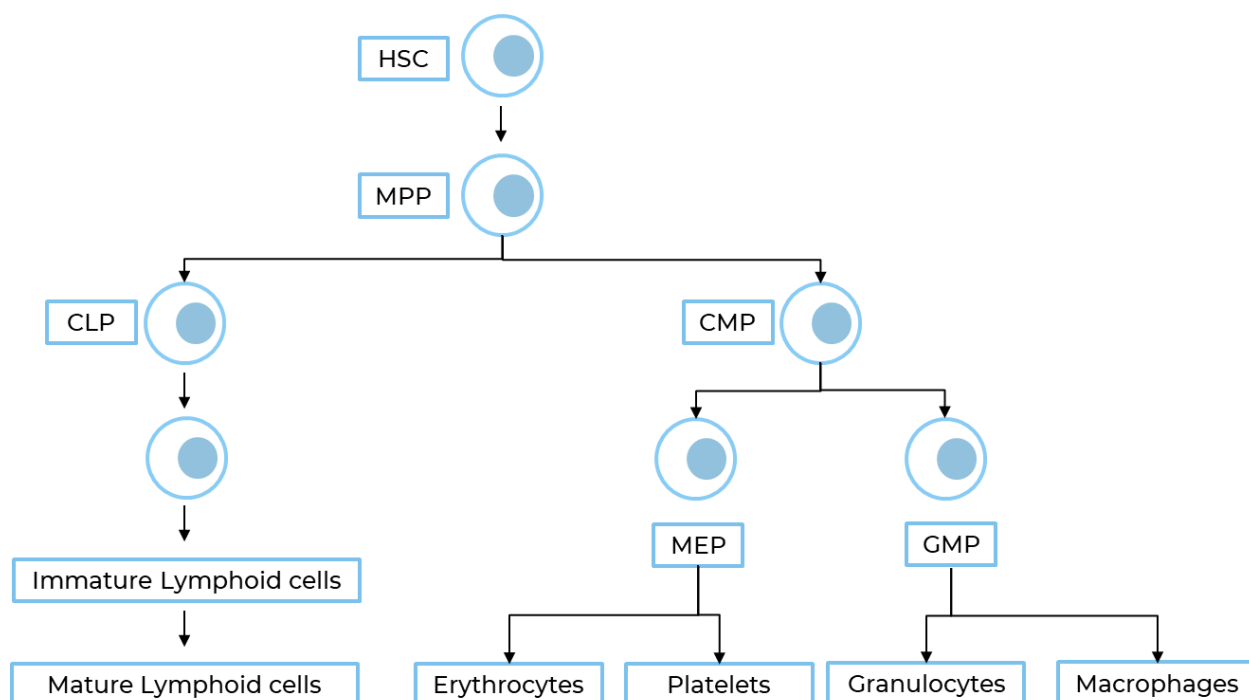 HSC
MPP
CLP
CMP
MEP
GMP
Immature Lymphoid cells
Mature Lymphoid cells
Erythrocytes
Platelets
Granulocytes
Macrophages